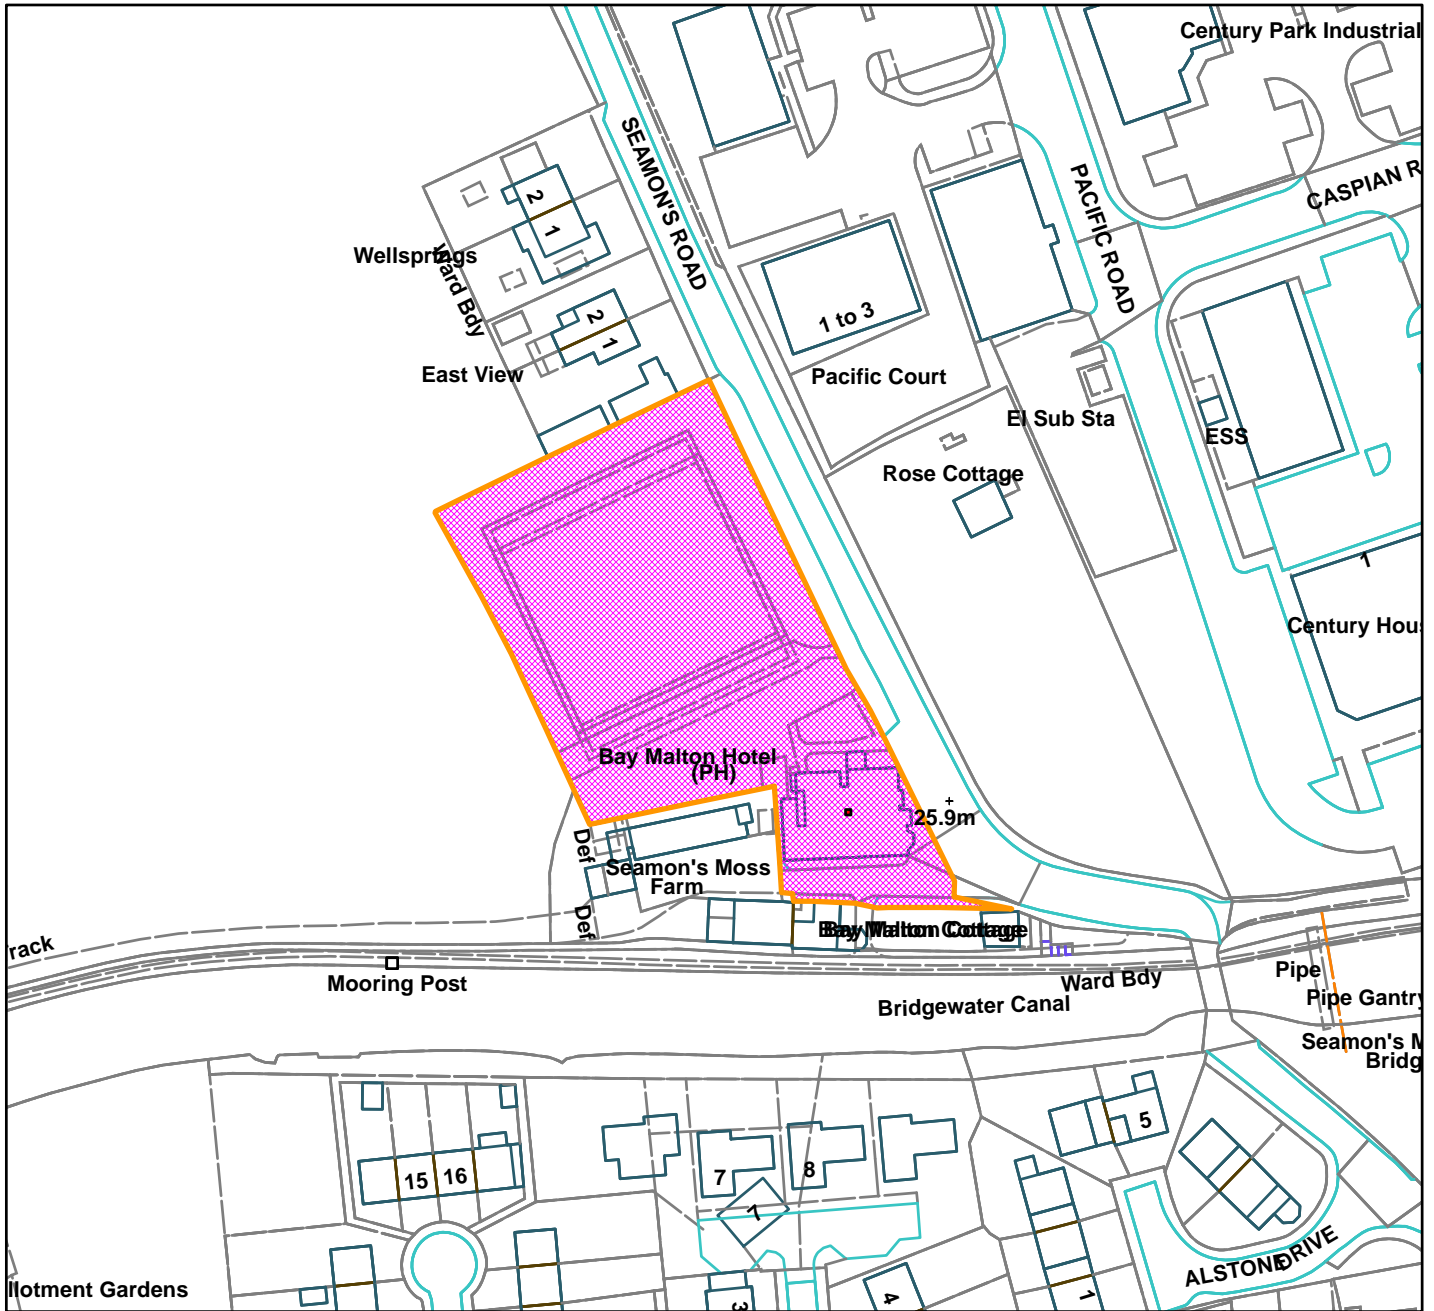 Century Park Industrial
SEAMON'S ROAD
PACIFIC ROAD
CASPIAN R
2
1
Wellsprings
Ward Bdy
2
1
East View
1 to 3
Pacific Court
El Sub Sta
ESS
Rose Cottage
1
Century Hous
Bay Malton Hotel
(PH)
25.9m
Def
Seamon's Moss
Farm
Def
Bay Malton Cottage
rack
Mooring Post
Ward Bdy
Pipe
Bridgewater Canal
Pipe Gantry
Seamon's M
Bridg
5
15
16
7
8
7
ALSTONE
DRIVE
llotment Gardens
3
4
1